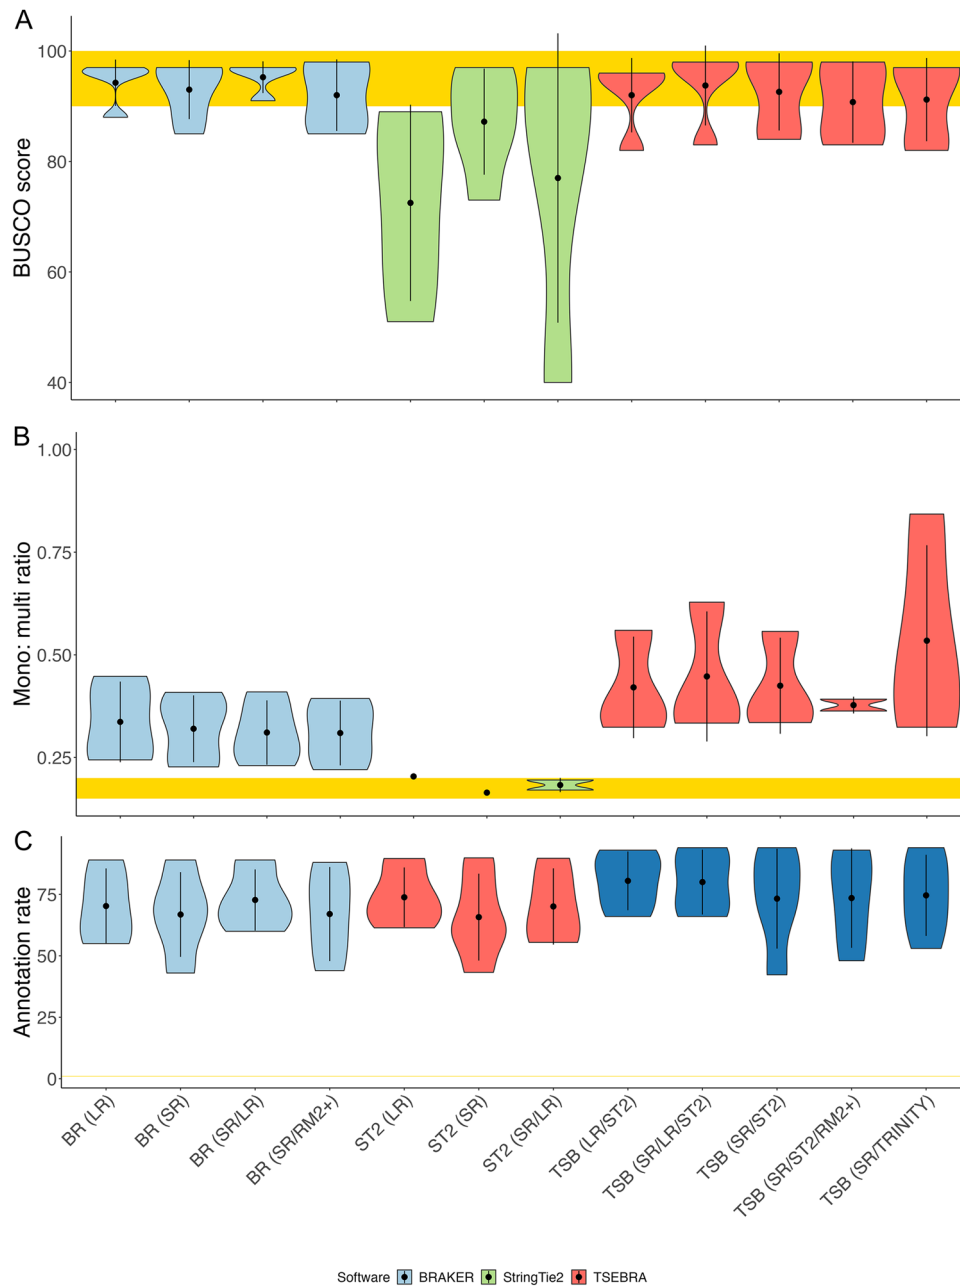 A
100
80
60
40
BUSCO score
B
1.00
0.75
0.50
0.25
Mono: multi ratio
C
75
50
25
0
Annotation rate
BR (LR)
BR (SR)
BR (SR/LR)
BR (SR/RM2+)
ST2 (LR)
ST2 (SR)
ST2 (SR/LR)
TSB (LR/ST2)
TSB (SR/LR/ST2)
TSB (SR/ST2)
TSB (SR/ST2/RM2+)
TSB (SR/TRINITY)
Software BRAKER StringTie2 TSEBRA